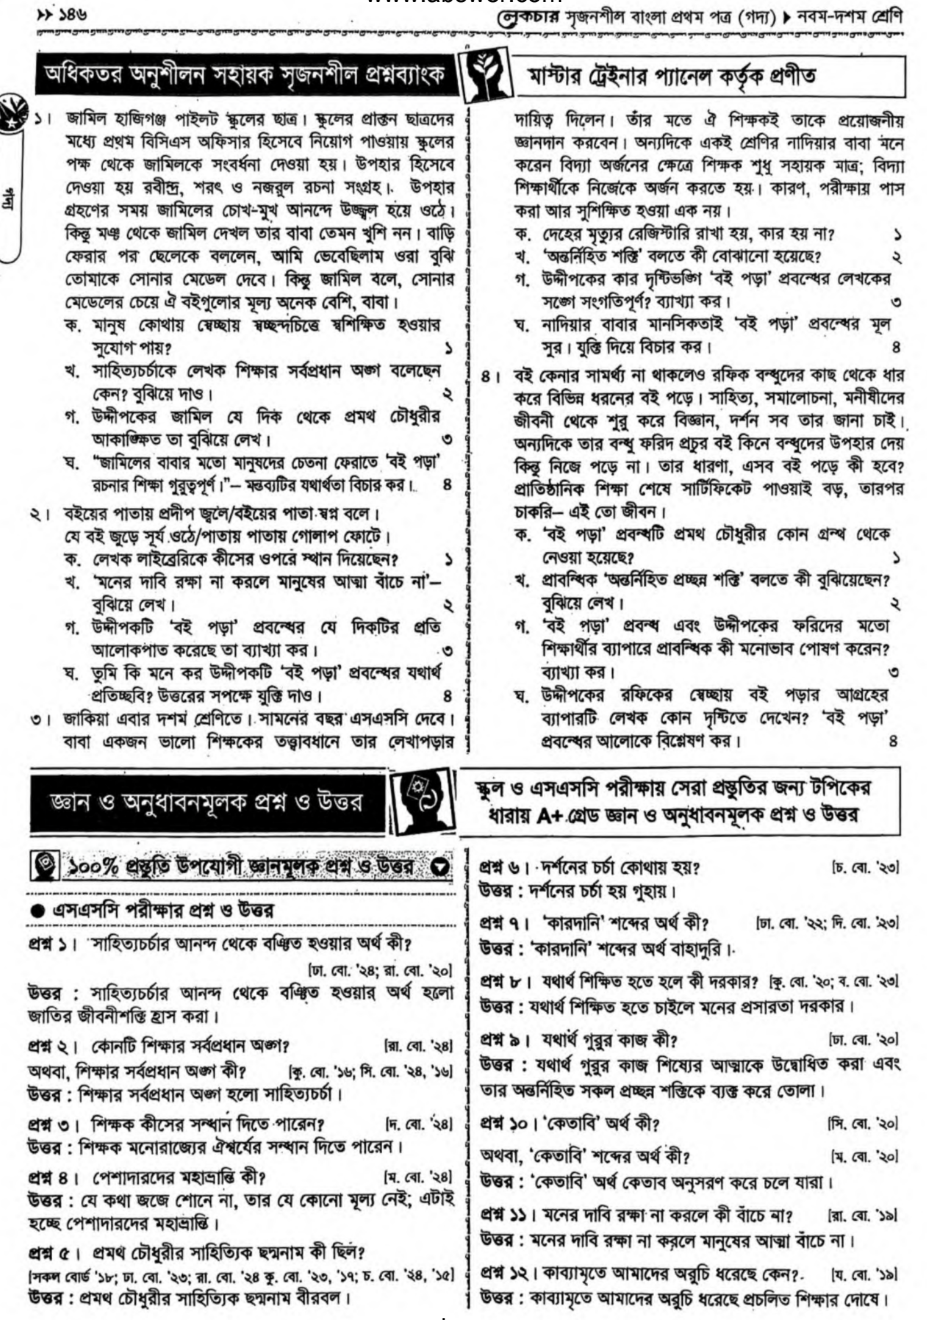 >> ১৪৬
লেকচার সৃজনশীল বাংলা প্রথম পত্র (গদ্য) ▶ নবম-দশম শ্রেণি
অধিকতর অনুশীলন সহায়ক সৃজনশীল প্রশ্নব্যাংক
মাস্টার ট্রেইনার প্যানেল কর্তৃক প্রণীত
গদ্য
১। জামিল হাজিগঞ্জ পাইলট স্কুলের ছাত্র। স্কুলের প্রাক্তন ছাত্রদের
মধ্যে প্রথম বিসিএস অফিসার হিসেবে নিয়োগ পাওয়ায় স্কুলের
পক্ষ থেকে জামিলকে সংবর্ধনা দেওয়া হয়। উপহার হিসেবে
দেওয়া হয় রবীন্দ্র, শরৎ ও নজরুল রচনা সংগ্রহ। উপহার
গ্রহণের সময় জামিলের চোখ-মুখ আনন্দে উজ্জ্বল হয়ে ওঠে।
কিন্তু মঞ্চ থেকে জামিল দেখল তার বাবা তেমন খুশি নন। বাড়ি
ফেরার পর ছেলেকে বললেন, আমি ভেবেছিলাম ওরা বুঝি
তোমাকে সোনার মেডেল দেবে। কিন্তু জামিল বলে, সোনার
মেডেলের চেয়ে ঐ বইগুলোর মূল্য অনেক বেশি, বাবা।
ক. মানুষ কোথায় স্বেচ্ছায় স্বচ্ছন্দচিত্তে স্বশিক্ষিত হওয়ার
সুযোগ পায়? ১
খ. সাহিত্যচর্চাকে লেখক শিক্ষার সর্বপ্রধান অঙ্গ বলেছেন
কেন? বুঝিয়ে দাও। ২
গ. উদ্দীপকের জামিল যে দিক থেকে প্রমথ চৌধুরীর
আকাঙ্ক্ষিত তা বুঝিয়ে লেখ। ৩
ঘ. “জামিলের বাবার মতো মানুষদের চেতনা ফেরাতে ‘বই পড়া’
রচনার শিক্ষা গুরুত্বপূর্ণ।”– মন্তব্যটির যথার্থতা বিচার কর। ৪
২। বইয়ের পাতায় প্রদীপ জ্বলে/বইয়ের পাতা স্বপ্ন বলে।
যে বই জুড়ে সূর্য ওঠে/পাতায় পাতায় গোলাপ ফোটে।
ক. লেখক লাইব্রেরিকে কীসের ওপরে স্থান দিয়েছেন? ১
খ. ‘মনের দাবি রক্ষা না করলে মানুষের আত্মা বাঁচে না’–
বুঝিয়ে লেখ। ২
গ. উদ্দীপকটি ‘বই পড়া’ প্রবন্ধের যে দিকটির প্রতি
আলোকপাত করেছে তা ব্যাখ্যা কর। ৩
ঘ. তুমি কি মনে কর উদ্দীপকটি ‘বই পড়া’ প্রবন্ধের যথার্থ
প্রতিচ্ছবি? উত্তরের সপক্ষে যুক্তি দাও। ৪
৩। জাকিয়া এবার দশম শ্রেণিতে। সামনের বছর এসএসসি দেবে।
বাবা একজন ভালো শিক্ষকের তত্ত্বাবধানে তার লেখাপড়ার
দায়িত্ব দিলেন। তাঁর মতে ঐ শিক্ষকই তাকে প্রয়োজনীয়
জ্ঞানদান করবেন। অন্যদিকে একই শ্রেণির নাদিয়ার বাবা মনে
করেন বিদ্যা অর্জনের ক্ষেত্রে শিক্ষক শুধু সহায়ক মাত্র; বিদ্যা
শিক্ষার্থীকে নিজেকে অর্জন করতে হয়। কারণ, পরীক্ষায় পাস
করা আর সুশিক্ষিত হওয়া এক নয়।
ক. দেহের মৃত্যুর রেজিস্টারি রাখা হয়, কার হয় না? ১
খ. ‘অন্তর্নিহিত শক্তি’ বলতে কী বোঝানো হয়েছে? ২
গ. উদ্দীপকের কার দৃষ্টিভঙ্গি ‘বই পড়া’ প্রবন্ধের লেখকের
সঙ্গে সংগতিপূর্ণ? ব্যাখ্যা কর। ৩
ঘ. নাদিয়ার বাবার মানসিকতাই ‘বই পড়া’ প্রবন্ধের মূল
সুর। যুক্তি দিয়ে বিচার কর। ৪
৪। বই কেনার সামর্থ্য না থাকলেও রফিক বন্ধুদের কাছ থেকে ধার
করে বিভিন্ন ধরনের বই পড়ে। সাহিত্য, সমালোচনা, মনীষীদের
জীবনী থেকে শুরু করে বিজ্ঞান, দর্শন সব তার জানা চাই।
অন্যদিকে তার বন্ধু ফরিদ প্রচুর বই কিনে বন্ধুদের উপহার দেয়
কিন্তু নিজে পড়ে না। তার ধারণা, এসব বই পড়ে কী হবে?
প্রাতিষ্ঠানিক শিক্ষা শেষে সার্টিফিকেট পাওয়াই বড়, তারপর
চাকরি– এই তো জীবন।
ক. ‘বই পড়া’ প্রবন্ধটি প্রমথ চৌধুরীর কোন গ্রন্থ থেকে
নেওয়া হয়েছে? ১
খ. প্রাবন্ধিক ‘অন্তর্নিহিত প্রচ্ছন্ন শক্তি’ বলতে কী বুঝিয়েছেন?
বুঝিয়ে লেখ। ২
গ. ‘বই পড়া’ প্রবন্ধ এবং উদ্দীপকের ফরিদের মতো
শিক্ষার্থীর ব্যাপারে প্রাবন্ধিক কী মনোভাব পোষণ করেন?
ব্যাখ্যা কর। ৩
ঘ. উদ্দীপকের রফিকের স্বেচ্ছায় বই পড়ার আগ্রহের
ব্যাপারটি লেখক কোন দৃষ্টিতে দেখেন? ‘বই পড়া’
প্রবন্ধের আলোকে বিশ্লেষণ কর। ৪
জ্ঞান ও অনুধাবনমূলক প্রশ্ন ও উত্তর
স্কুল ও এসএসসি পরীক্ষায় সেরা প্রস্তুতির জন্য টপিকের
ধারায় A+ গ্রেড জ্ঞান ও অনুধাবনমূলক প্রশ্ন ও উত্তর
১০০% প্রস্তুতি উপযোগী জ্ঞানমূলক প্রশ্ন ও উত্তর
● এসএসসি পরীক্ষার প্রশ্ন ও উত্তর
প্রশ্ন ১। সাহিত্যচর্চার আনন্দ থেকে বঞ্চিত হওয়ার অর্থ কী?
[ঢা. বো. '২৪; রা. বো. '২০]
উত্তর : সাহিত্যচর্চার আনন্দ থেকে বঞ্চিত হওয়ার অর্থ হলো
জাতির জীবনীশক্তি হ্রাস করা।
প্রশ্ন ২। কোনটি শিক্ষার সর্বপ্রধান অঙ্গ? [রা. বো. '২৪]
অথবা, শিক্ষার সর্বপ্রধান অঙ্গ কী? [কু. বো. '১৬; সি. বো. '২৪, '১৬]
উত্তর : শিক্ষার সর্বপ্রধান অঙ্গ হলো সাহিত্যচর্চা।
প্রশ্ন ৩। শিক্ষক কীসের সন্ধান দিতে পারেন? [দ. বো. '২৪]
উত্তর : শিক্ষক মনোরাজ্যের ঐশ্বর্যের সন্ধান দিতে পারেন।
প্রশ্ন ৪। পেশাদারদের মহাভ্রান্তি কী? [ম. বো. '২৪]
উত্তর : যে কথা জজে শোনে না, তার যে কোনো মূল্য নেই; এটাই
হচ্ছে পেশাদারদের মহাভ্রান্তি।
প্রশ্ন ৫। প্রমথ চৌধুরীর সাহিত্যিক ছদ্মনাম কী ছিল?
[সকল বোর্ড '১৮; ঢা. বো. '২৩; রা. বো. '২৪ কু. বো. '২৩, '১৭; চ. বো. '২৪, '১৫]
উত্তর : প্রমথ চৌধুরীর সাহিত্যিক ছদ্মনাম বীরবল।
প্রশ্ন ৬। দর্শনের চর্চা কোথায় হয়? [চ. বো. '২৩]
উত্তর : দর্শনের চর্চা হয় গুহায়।
প্রশ্ন ৭। ‘কারদানি’ শব্দের অর্থ কী? [ঢা. বো. '২২; দি. বো. '২৩]
উত্তর : ‘কারদানি’ শব্দের অর্থ বাহাদুরি।
প্রশ্ন ৮। যথার্থ শিক্ষিত হতে হলে কী দরকার? [কু. বো. '২০; ব. বো. '২৩]
উত্তর : যথার্থ শিক্ষিত হতে চাইলে মনের প্রসারতা দরকার।
প্রশ্ন ৯। যথার্থ গুরুর কাজ কী? [ঢা. বো. '২০]
উত্তর : যথার্থ গুরুর কাজ শিষ্যের আত্মাকে উদ্বোধিত করা এবং
তার অন্তর্নিহিত সকল প্রচ্ছন্ন শক্তিকে ব্যক্ত করে তোলা।
প্রশ্ন ১০। ‘কেতাবি’ অর্থ কী? [সি. বো. '২০]
অথবা, ‘কেতাবি’ শব্দের অর্থ কী? [ম. বো. '২০]
উত্তর : ‘কেতাবি’ অর্থ কেতাব অনুসরণ করে চলে যারা।
প্রশ্ন ১১। মনের দাবি রক্ষা না করলে কী বাঁচে না? [রা. বো. '১৯]
উত্তর : মনের দাবি রক্ষা না করলে মানুষের আত্মা বাঁচে না।
প্রশ্ন ১২। কাব্যামৃতে আমাদের অরুচি ধরেছে কেন? [য. বো. '১৯]
উত্তর : কাব্যামৃতে আমাদের অরুচি ধরেছে প্রচলিত শিক্ষার দোষে।